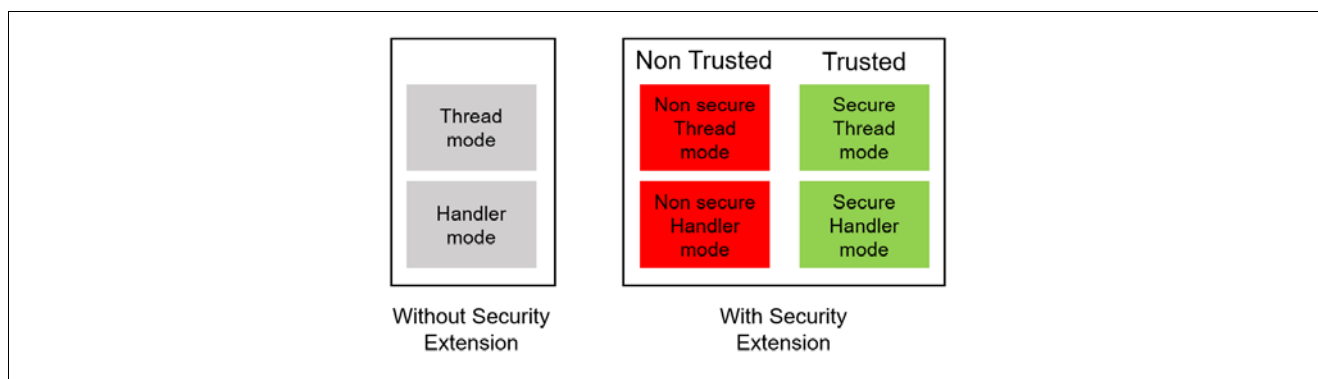 Thread
mode
Handler
mode
Without Security
Extension
Non Trusted
Trusted
Non secure
Thread
mode
Secure
Thread
mode
Non secure
Handler
mode
Secure
Handler
mode
With Security
Extension